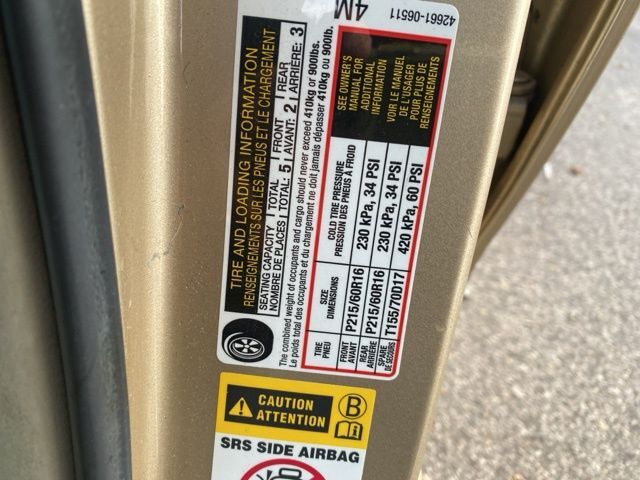 4M
42661-06511
TIRE AND LOADING INFORMATION
RENSEIGNEMENTS SUR LES PNEUS ET LE CHARGEMENT
SEATING CAPACITY | TOTAL | FRONT | REAR
NOMBRE DE PLACES | TOTAL: 5 | AVANT: 2 | ARRIÈRE: 3
The combined weight of occupants and cargo should never exceed 410kg or 900lbs.
Le poids total des occupants et du chargement ne doit jamais dépasser 410kg ou 900lb.
TIRE PNEU
SIZE DIMENSIONS
COLD TIRE PRESSURE
PRESSION DES PNEUS À FROID
FRONT AVANT P215/60R16 230 kPa, 34 PSI
REAR ARRIÈRE P215/60R16 230 kPa, 34 PSI
SPARE DE SECOURS T155/70D17 420 kPa, 60 PSI
SEE OWNER'S
MANUAL FOR
ADDITIONAL
INFORMATION
VOIR LE MANUEL
DE L'USAGER
POUR PLUS DE
RENSEIGNEMENTS
CAUTION
ATTENTION
B
SRS SIDE AIRBAG